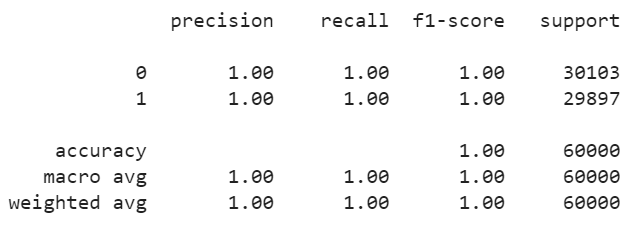 precision recall f1-score support
0 1.00 1.00 1.00 30103
1 1.00 1.00 1.00 29897
accuracy 1.00 60000
macro avg 1.00 1.00 1.00 60000
weighted avg 1.00 1.00 1.00 60000